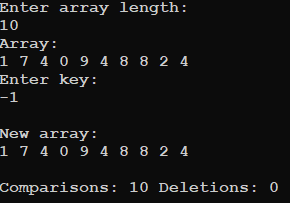 Enter array length:
10
Array:
1 7 4 0 9 4 8 8 2 4
Enter key:
-1
New array:
1 7 4 0 9 4 8 8 2 4
Comparisons: 10 Deletions: 0